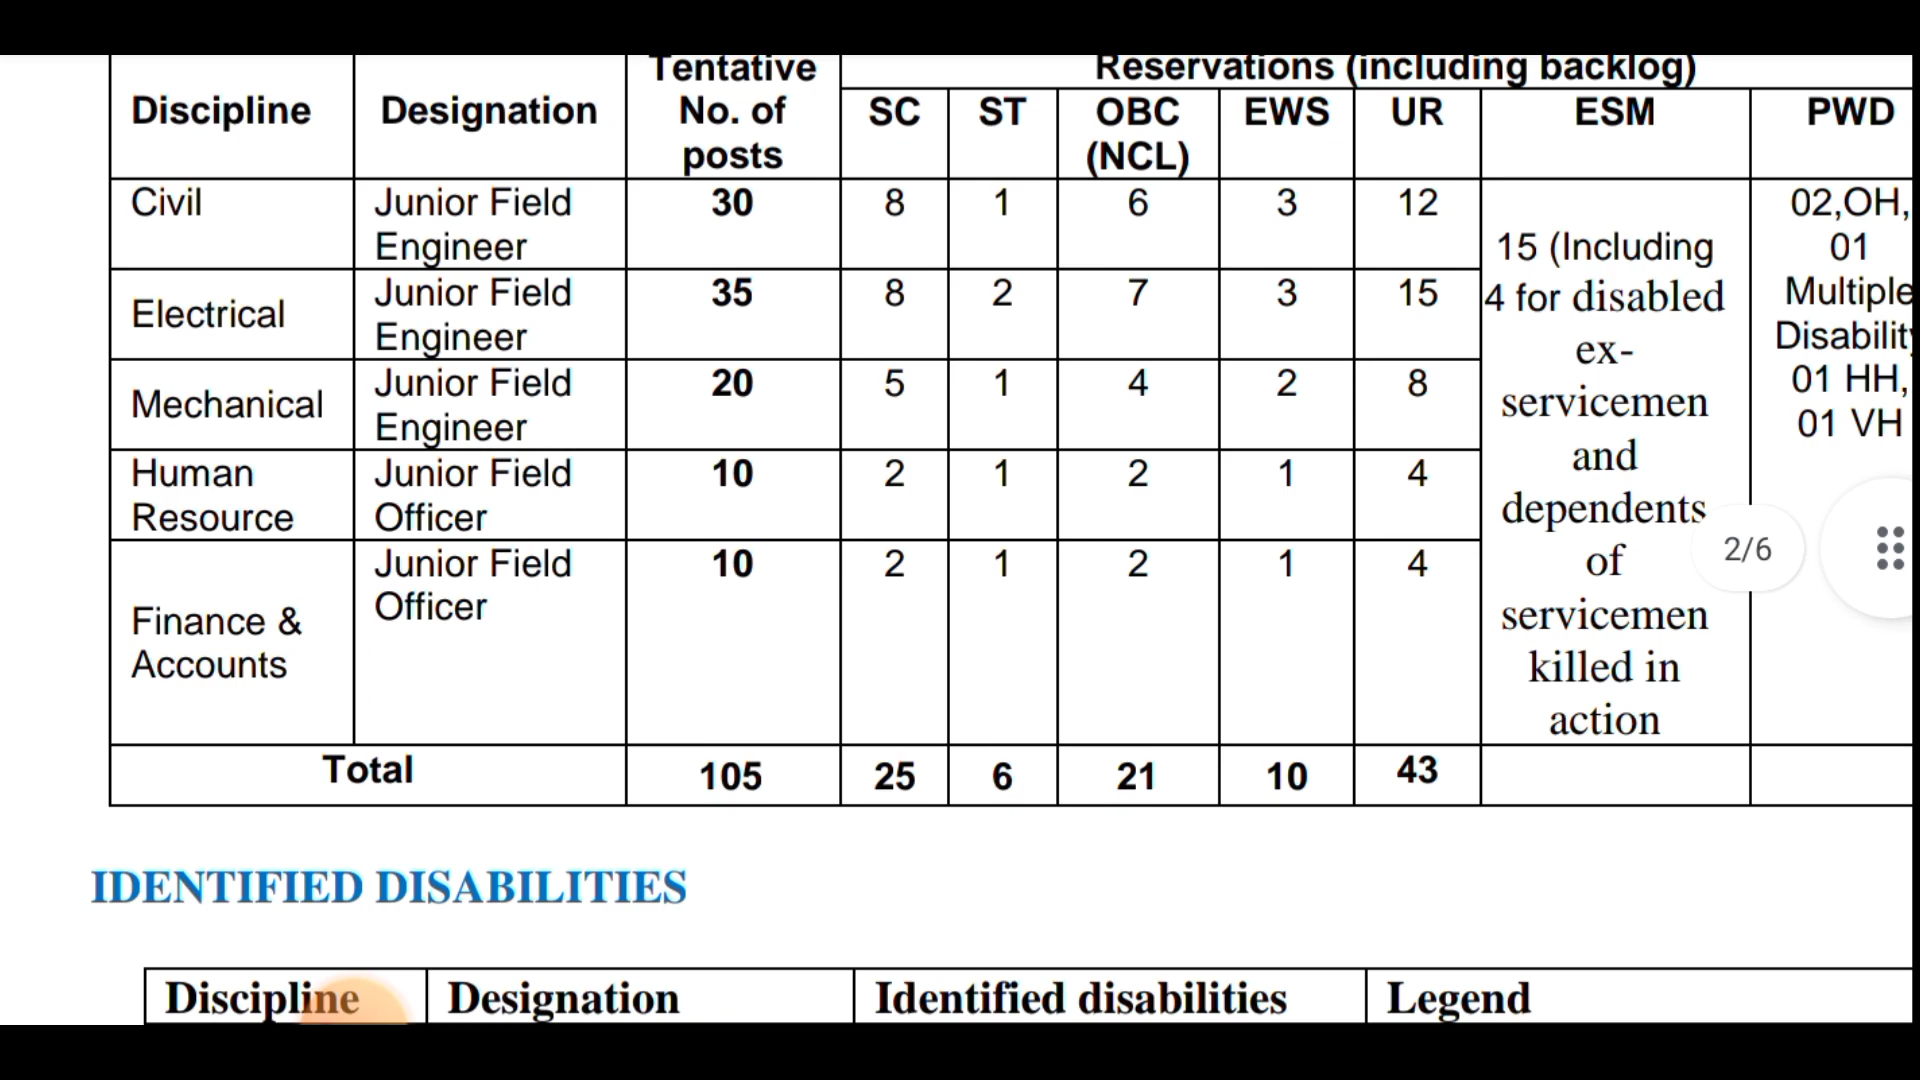 Tentative No. of posts
Reservations (including backlog)
Discipline
Designation
SC
ST
OBC (NCL)
EWS
UR
ESM
PWD
Civil
Junior Field Engineer
30
8
1
6
3
12
Electrical
Junior Field Engineer
35
8
2
7
3
15
Mechanical
Junior Field Engineer
20
5
1
4
2
8
Human Resource
Junior Field Officer
10
2
1
2
1
4
Finance & Accounts
Junior Field Officer
10
2
1
2
1
4
15 (Including
4 for disabled
ex-
servicemen
and
dependents
of
servicemen
killed in
action
02,OH,
01
Multiple
Disability
01 HH,
01 VH
2/6
Total
105
25
6
21
10
43
IDENTIFIED DISABILITIES
Discipline
Designation
Identified disabilities
Legend